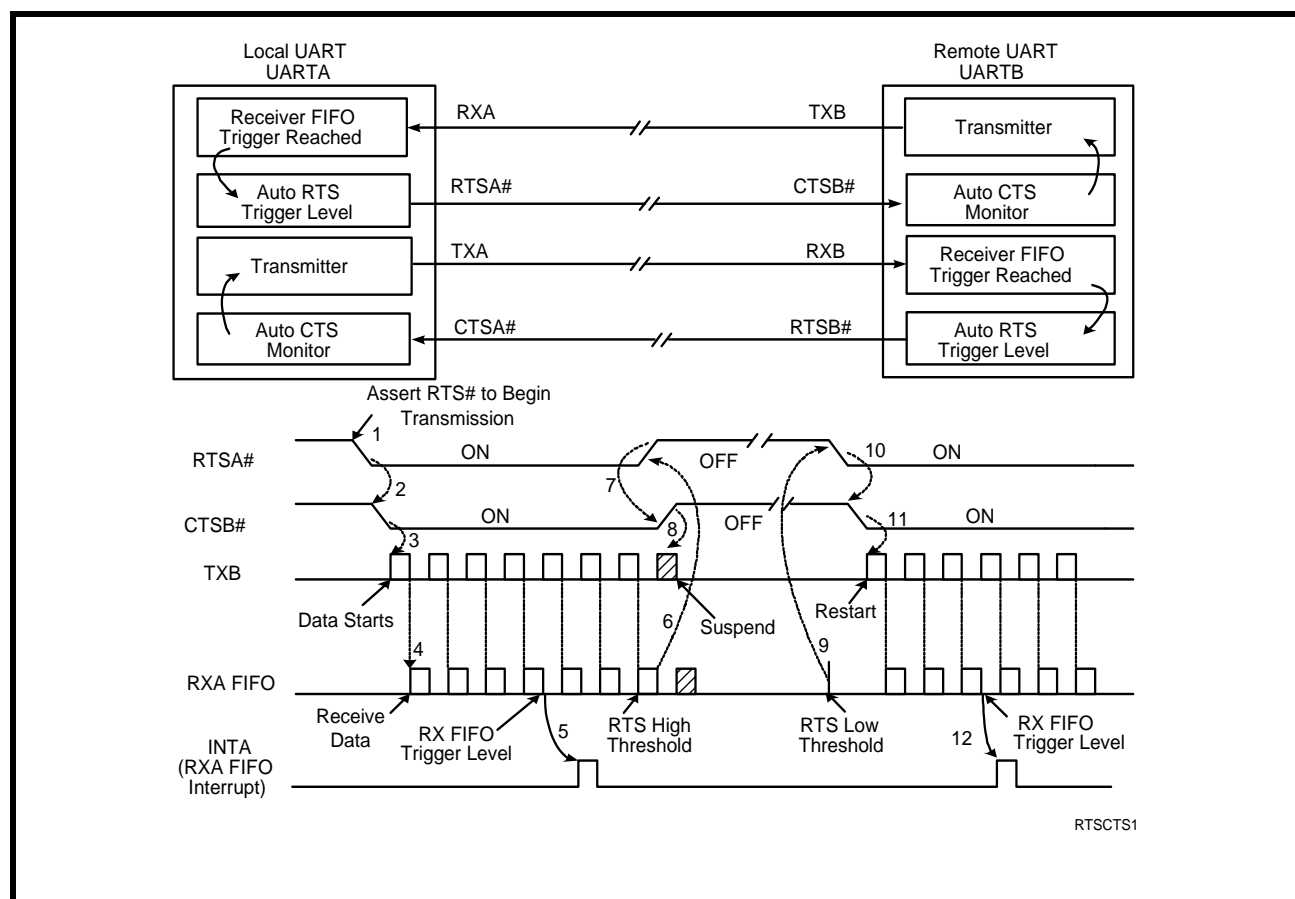 Local UART
UARTA
Remote UART
UARTB
Receiver FIFO
Trigger Reached
RXA
TXB
Transmitter
Auto RTS
Trigger Level
RTSA#
CTSB#
Auto CTS
Monitor
Transmitter
TXA
RXB
Receiver FIFO
Trigger Reached
Auto CTS
Monitor
CTSA#
RTSB#
Auto RTS
Trigger Level
Assert RTS# to Begin
Transmission
RTSA#
1
ON
OFF
10
ON
2
7
CTSB#
ON
OFF
11
ON
3
8
TXB
Data Starts
6
Suspend
Restart
4
9
RXA FIFO
Receive
Data
RX FIFO
Trigger Level
5
RTS High
Threshold
RTS Low
Threshold
12
RX FIFO
Trigger Level
INTA
(RXA FIFO
Interrupt)
RTSCTS1